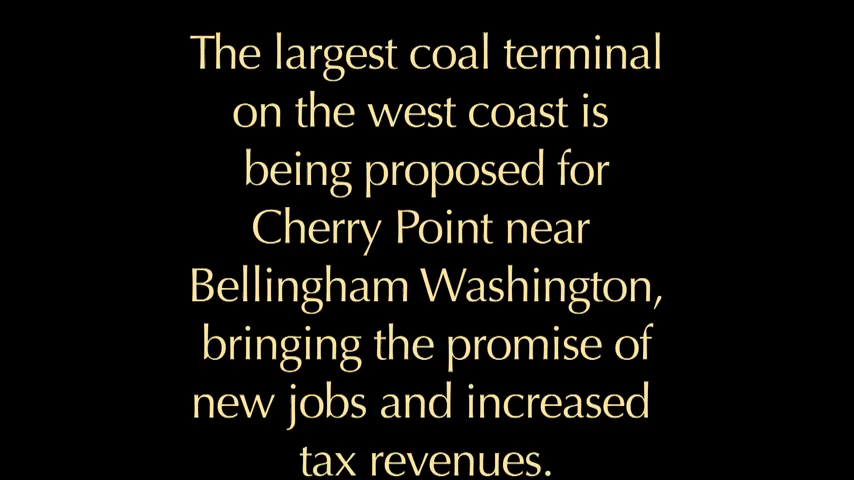 The largest coal terminal
on the west coast is
being proposed for
Cherry Point near
Bellingham Washington,
bringing the promise of
new jobs and increased
tax revenues.